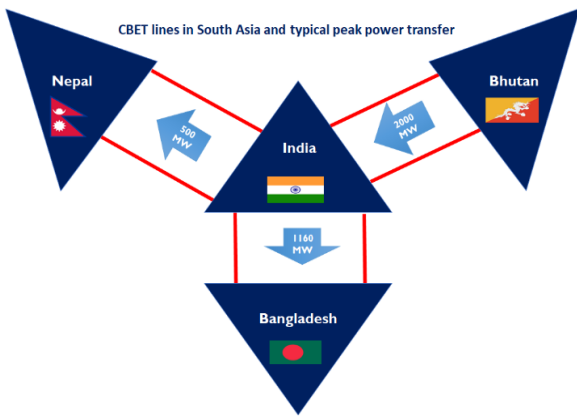 CBET lines in South Asia and typical peak power transfer
Nepal
Bhutan
500
MW
2000
MW
India
1160
MW
Bangladesh